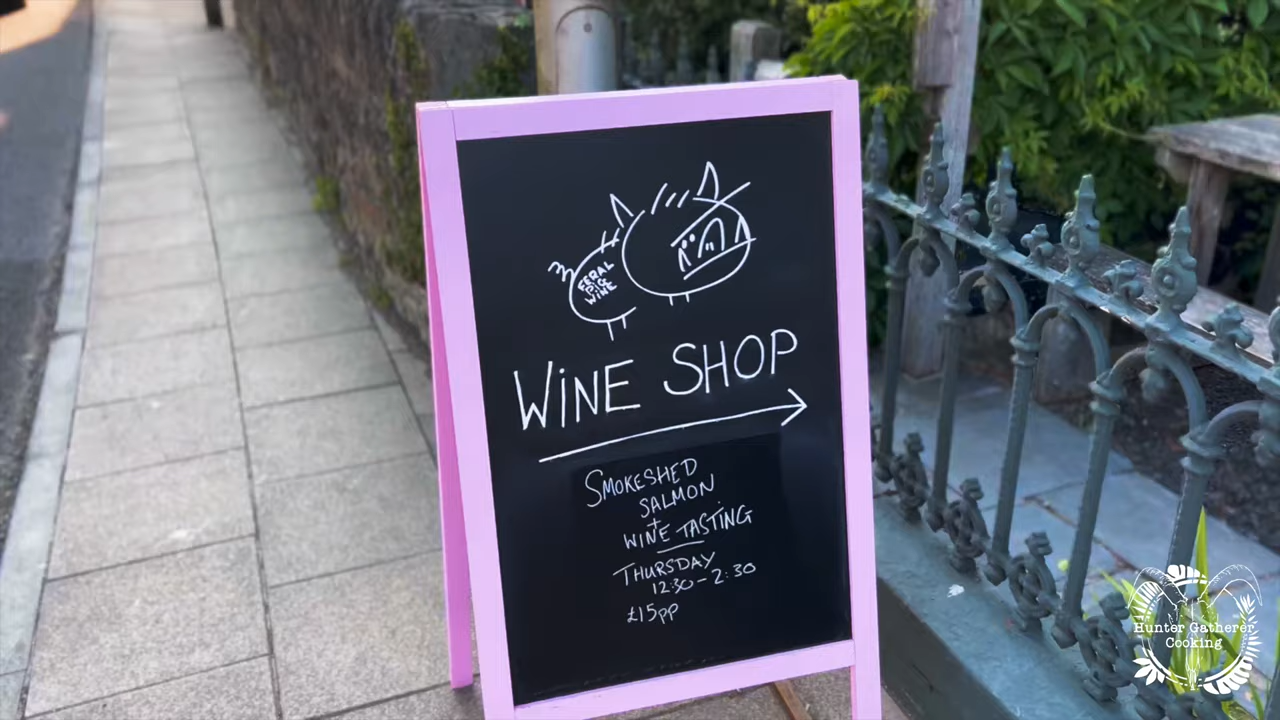 FERAL
PIG
WINE
WiNE SHOP
SMOKESHED
SALMON
+
WiNE TASTiNG
THURSDAY
12:30-2:30
£15pp
Hunter Gatherer
Cooking